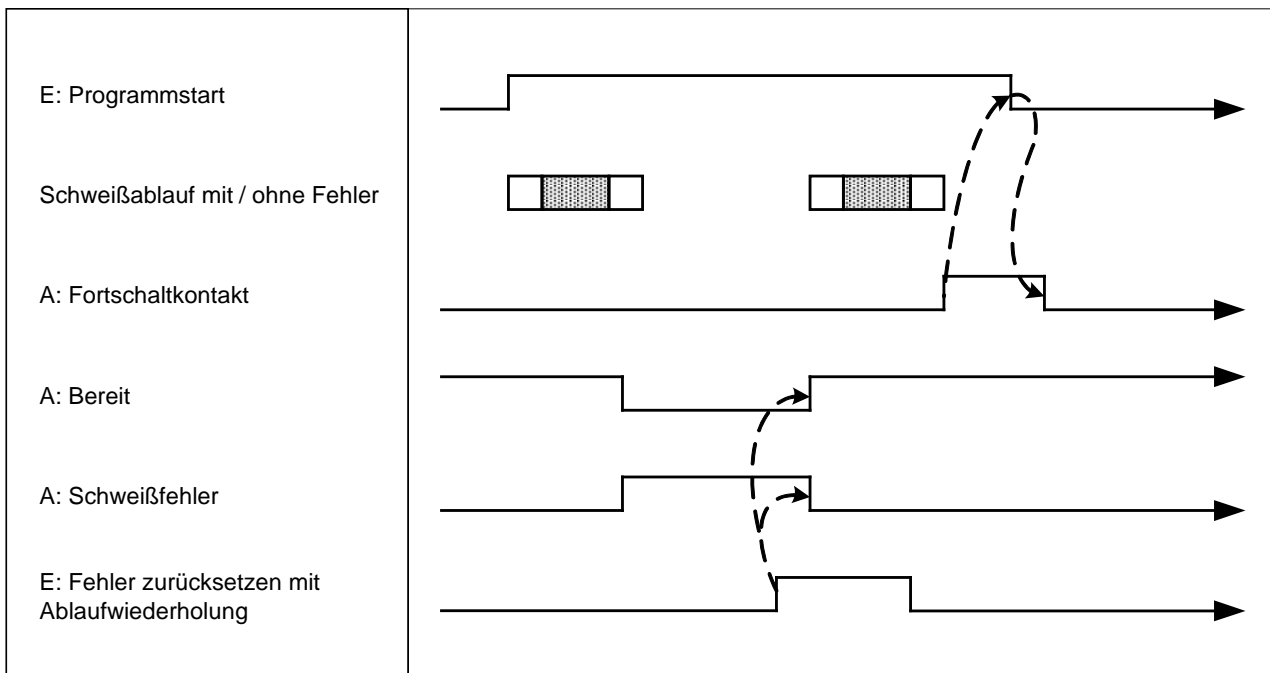 E: Programmstart
Schweißablauf mit / ohne Fehler
A: Fortschaltkontakt
A: Bereit
A: Schweißfehler
E: Fehler zurücksetzen mit
Ablaufwiederholung